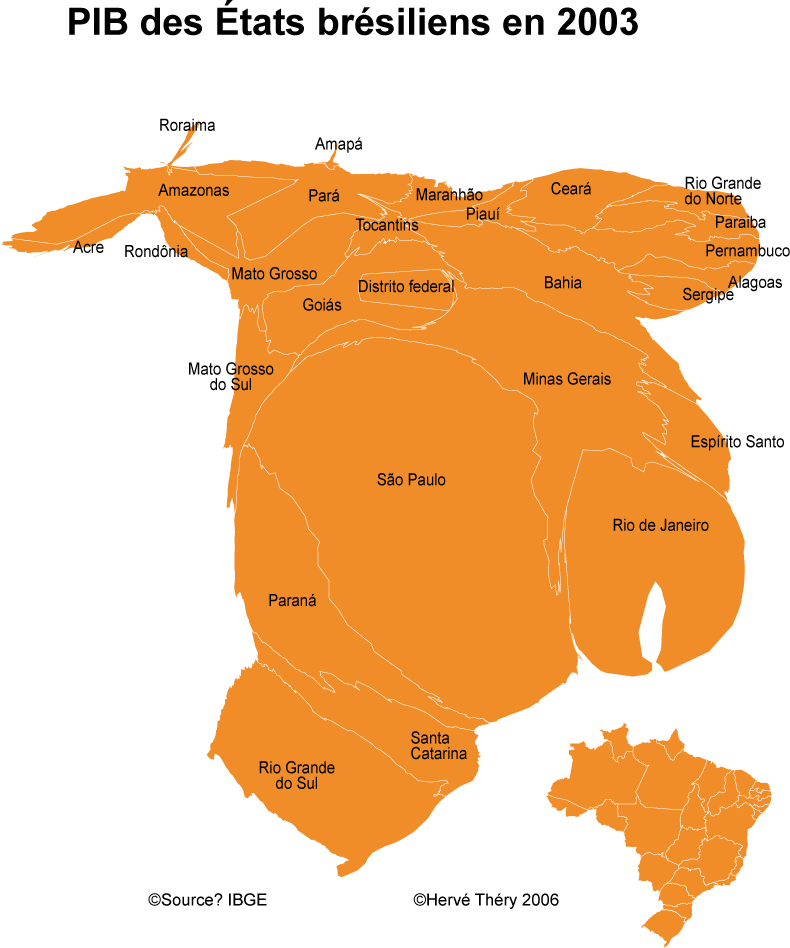 PIB des États brésiliens en 2003
Roraima
Amapá
Amazonas
Pará
Maranhão
Ceará
Rio Grande
do Norte
Piauí
Paraiba
Tocantins
Acre
Rondônia
Pernambuco
Mato Grosso
Goiás
Distrito federal
Bahia
Alagoas
Sergipe
Mato Grosso
do Sul
Minas Gerais
Espírito Santo
São Paulo
Rio de Janeiro
Paraná
Santa
Catarina
Rio Grande
do Sul
©Source? IBGE
©Hervé Théry 2006